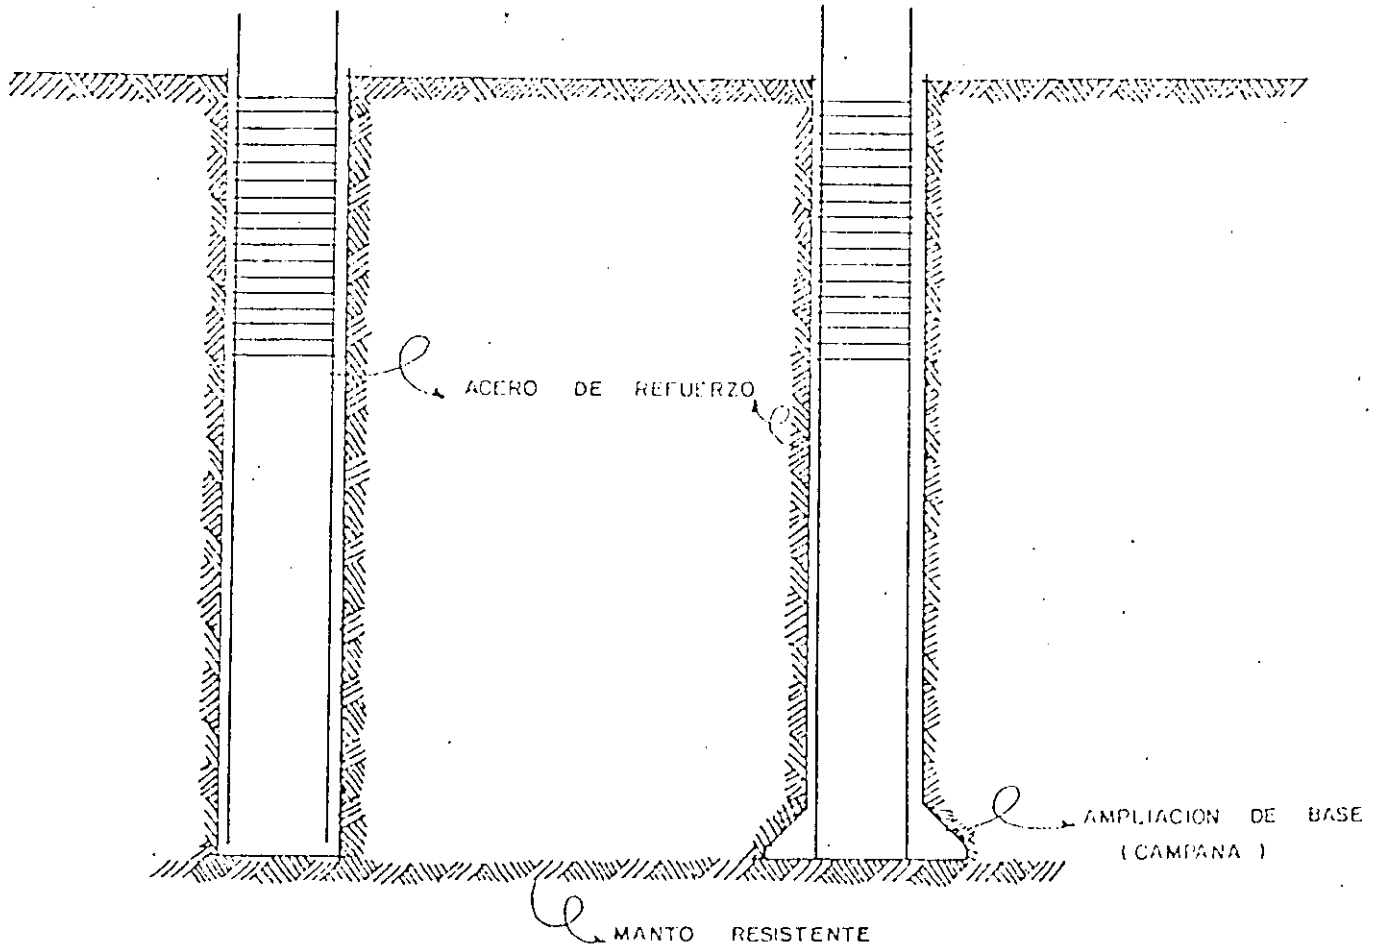 ACERO DE REFUERZO
AMPLIACION DE BASE
(CAMPANA)
MANTO RESISTENTE